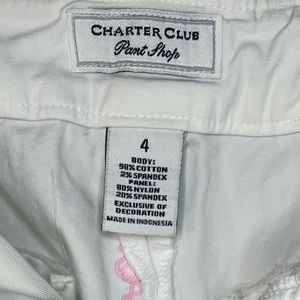 CHARTER CLUB
Pant Shop
4
BODY:
98% COTTON
2% SPANDEX
PANEL:
80% NYLON
20% SPANDEX
EXCLUSIVE OF
DECORATION
MADE IN INDONESIA